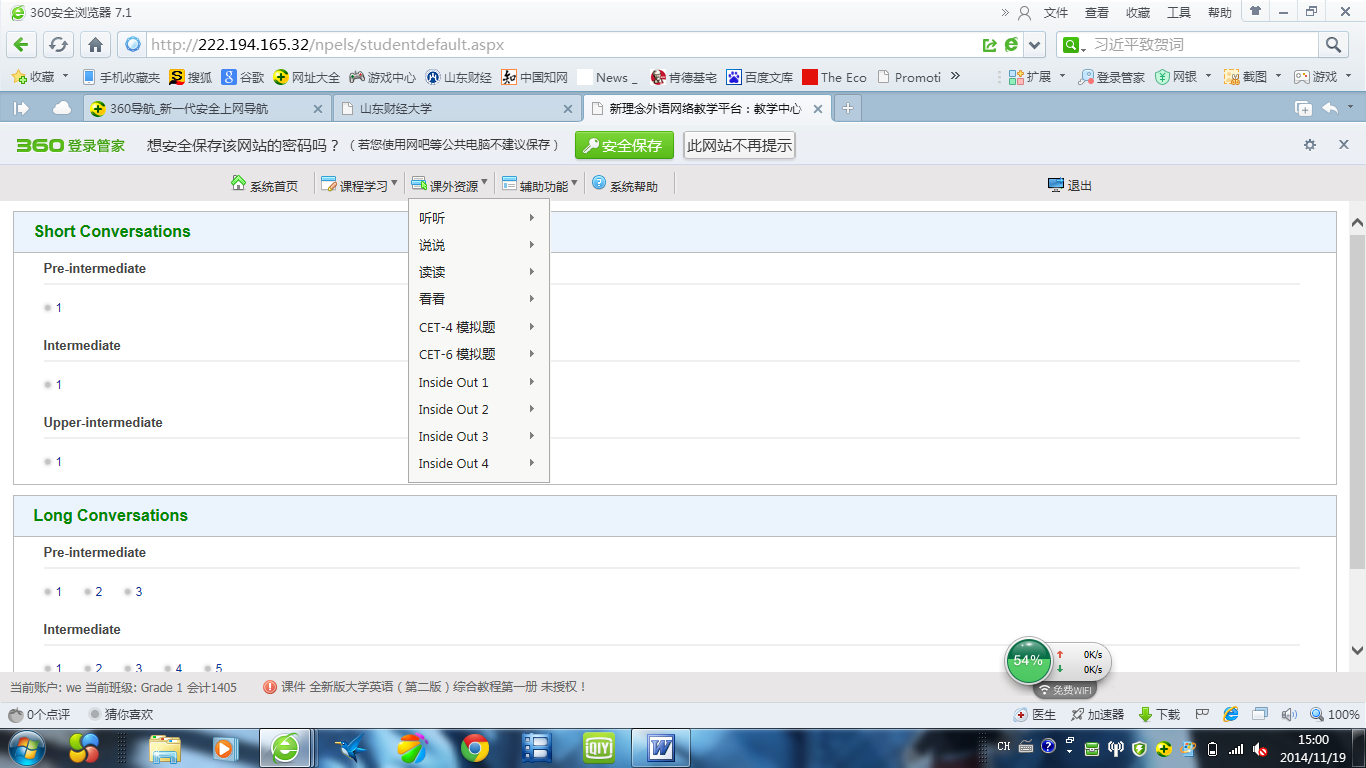 360安全浏览器 7.1
文件 查看 收藏 工具 帮助
http://222.194.165.32/npels/studentdefault.aspx
习近平致贺词
收藏 手机收藏夹 搜狐 谷歌 网址大全 游戏中心 山东财经 中国知网 News _ 肯德基宅 百度文库 The Eco Promoti 扩展 登录管家 网银 截图 游戏
360导航_新一代安全上网导航 山东财经大学 新理念外语网络教学平台：教学中心
360 登录管家 想安全保存该网站的密码吗？（若您使用网吧等公共电脑不建议保存） 安全保存 此网站不再提示
系统首页 课程学习 课外资源 辅助功能 系统帮助 退出
听听
说说
读读
看看
CET-4 模拟题
CET-6 模拟题
Inside Out 1
Inside Out 2
Inside Out 3
Inside Out 4
Short Conversations
Pre-intermediate
1
Intermediate
1
Upper-intermediate
1
Long Conversations
Pre-intermediate
1 2 3
Intermediate
1 2 3 4 5
54% 0K/s
0K/s
免费WiFi
当前账户: we 当前班级: Grade 1 会计1405 课件 全新版大学英语（第二版）综合教程第一册 未授权！
0个点评 猜你喜欢 医生 加速器 下载 100%
QIY W CH 15:00
2014/11/19